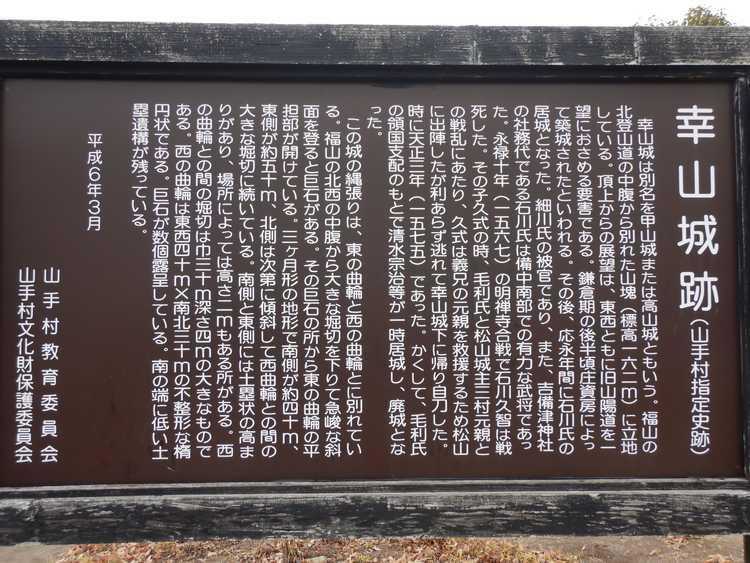 幸山城跡(山手村指定史跡)
幸山城は別名を甲山城または高山城ともいう。福山の
北登山道の中腹から別れた山塊(標高一六二m)に立地
している。頂上からの展望は、東西ともに旧山陽道を一
望におさめる要害である。鎌倉期の後半頃庄資房によっ
て築城されたといわれる。その後、応永年間に石川氏の
居城となった。細川氏の被官であり、また、吉備津神社
の社務代である石川氏は備中南部での有力な武将であっ
た。永禄十年(一五六七)の明禅寺合戦で石川久智は戦
死した。その子久式の時、毛利氏と松山城主三村元親と
の戦乱にあたり、久式は義兄の元親を救援するため松山
に出陣したが利あらず逃れて幸山城下に帰り自刀した。
時に天正三年(一五七五)であった。かくして、毛利氏
の領国支配のもとで清水宗治等が一時居城し、廃城とな
った。
この城の縄張りは、東の曲輪と西の曲輪とに別れてい
る。福山の北西の中腹から大きな堀切を下りて急峻な斜
面を登ると巨石がある。その巨石の所から東の曲輪の平
担部が開けている。三ヶ月形の地形で南側が約四十m、
東側が約五十m、北側は次第に傾斜して西曲輪との間の
大きな堀切に続いている。南側と東側には土塁状の高ま
りがあり、場所によっては高さ二mもある所がある。西
の曲輪との間の堀切は巾三十m深さ四mの大きなもので
ある。西の曲輪は東西四十m×南北三十mの不整形な楕
円状である。巨石が数個露呈している。南の端に低い土
塁遺構が残っている。
平成6年3月
山手村教育委員会
山手村文化財保護委員会